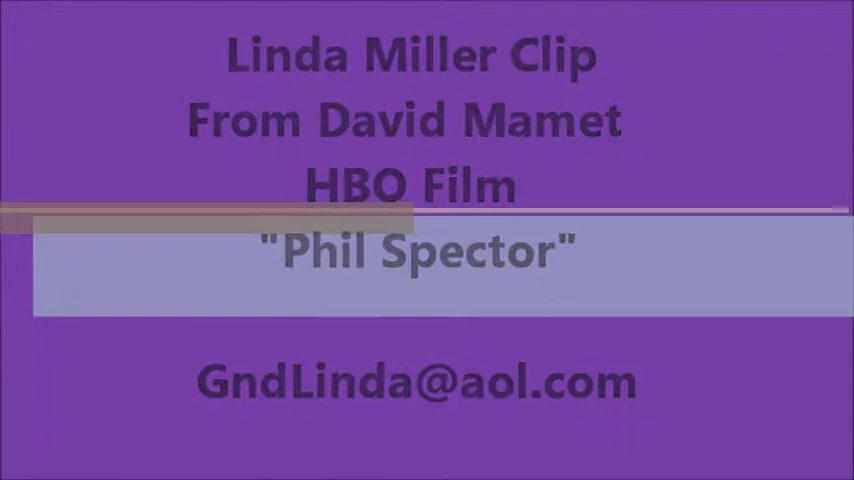 Linda Miller Clip
From David Mamet
HBO Film
"Phil Spector"
GndLinda@aol.com